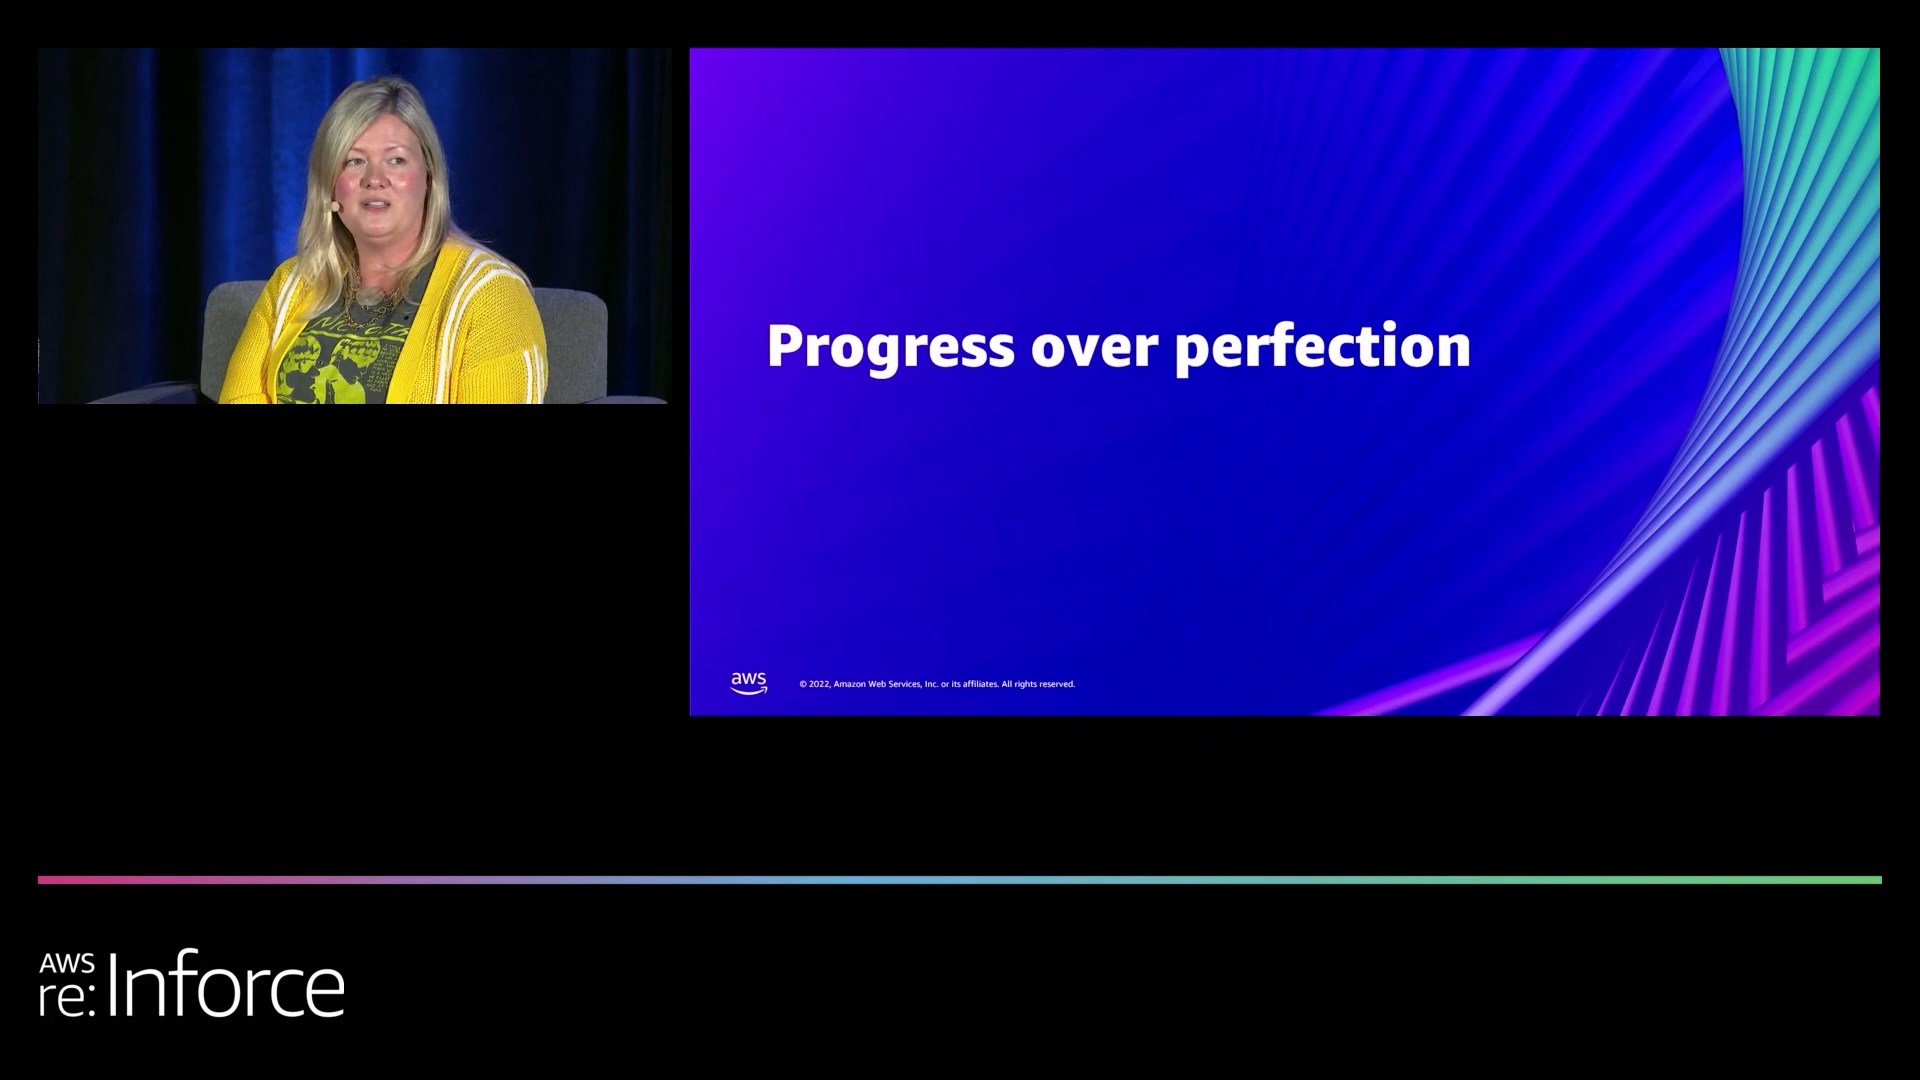 Progress over perfection
aws
© 2022, Amazon Web Services, Inc. or its affiliates. All rights reserved.
AWS
re:Inforce